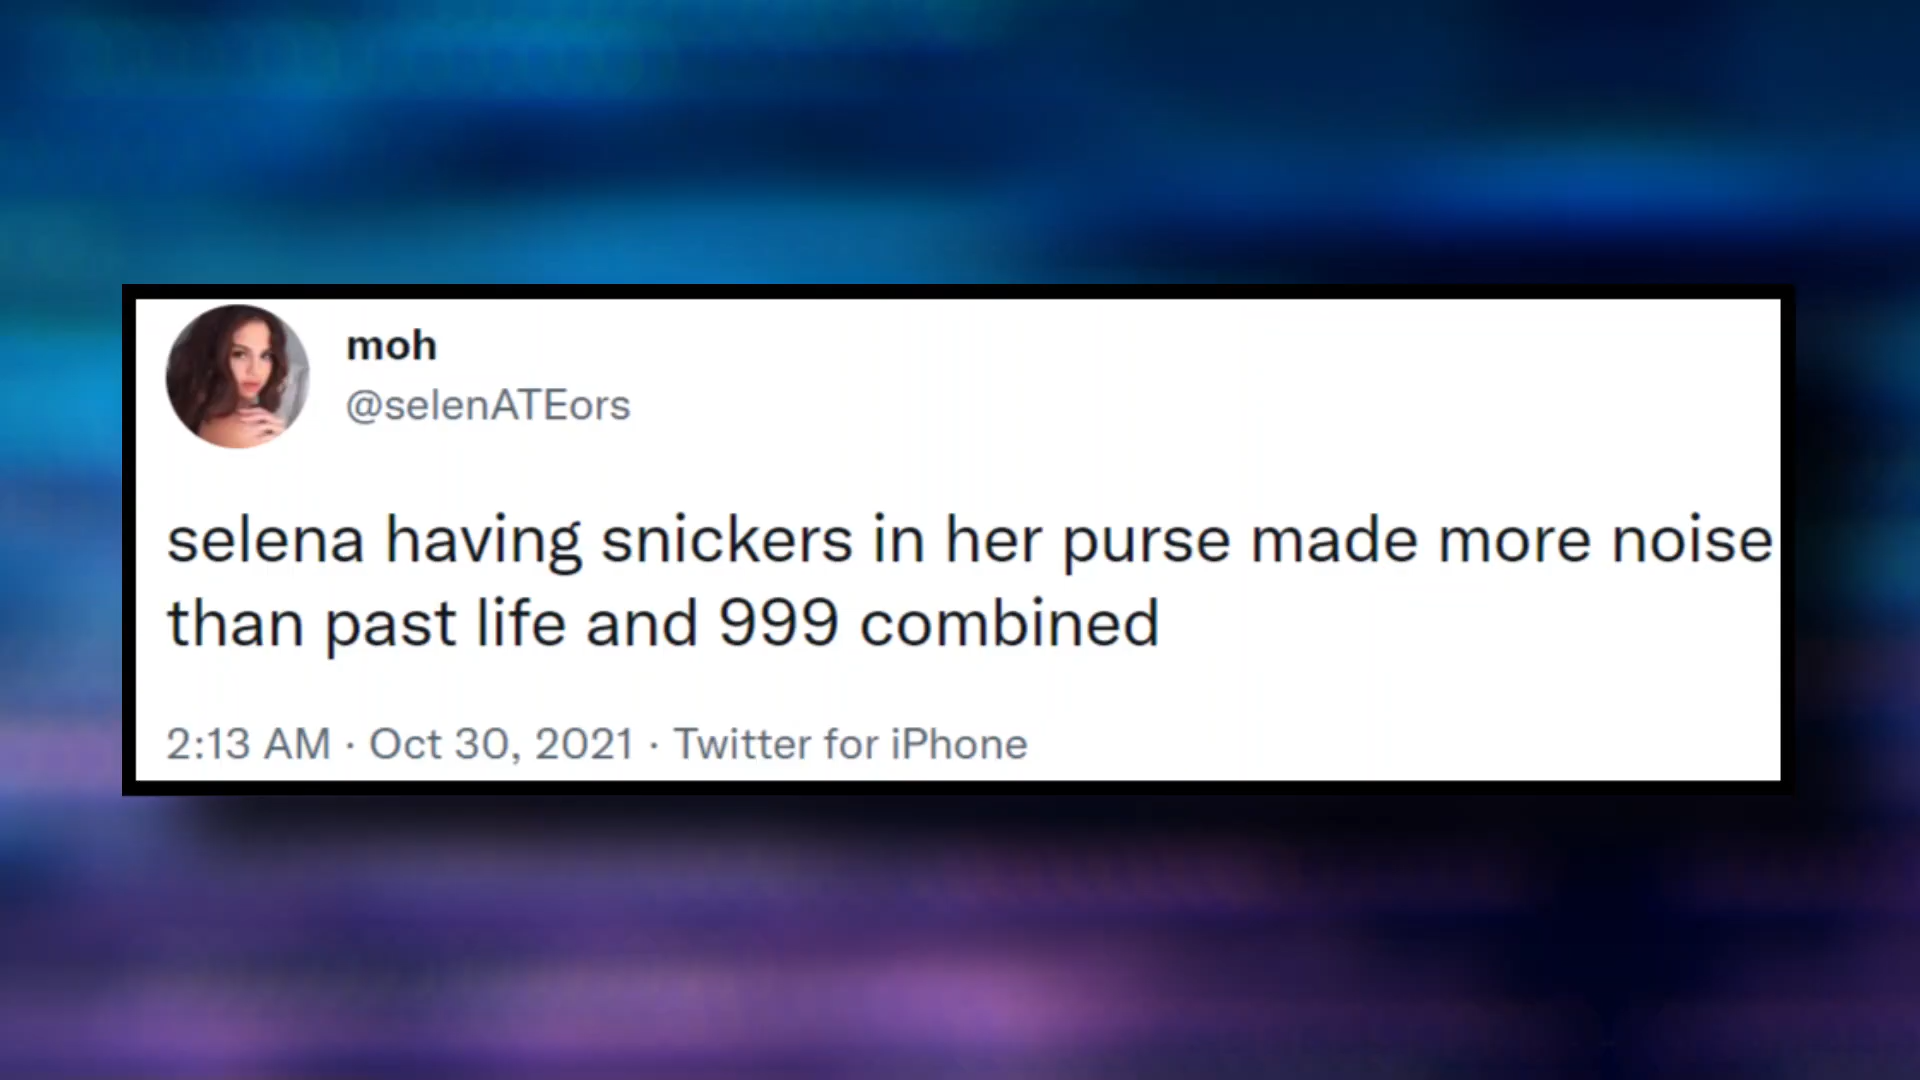 moh
@selenATEors
selena having snickers in her purse made more noise
than past life and 999 combined
2:13 AM · Oct 30, 2021 · Twitter for iPhone